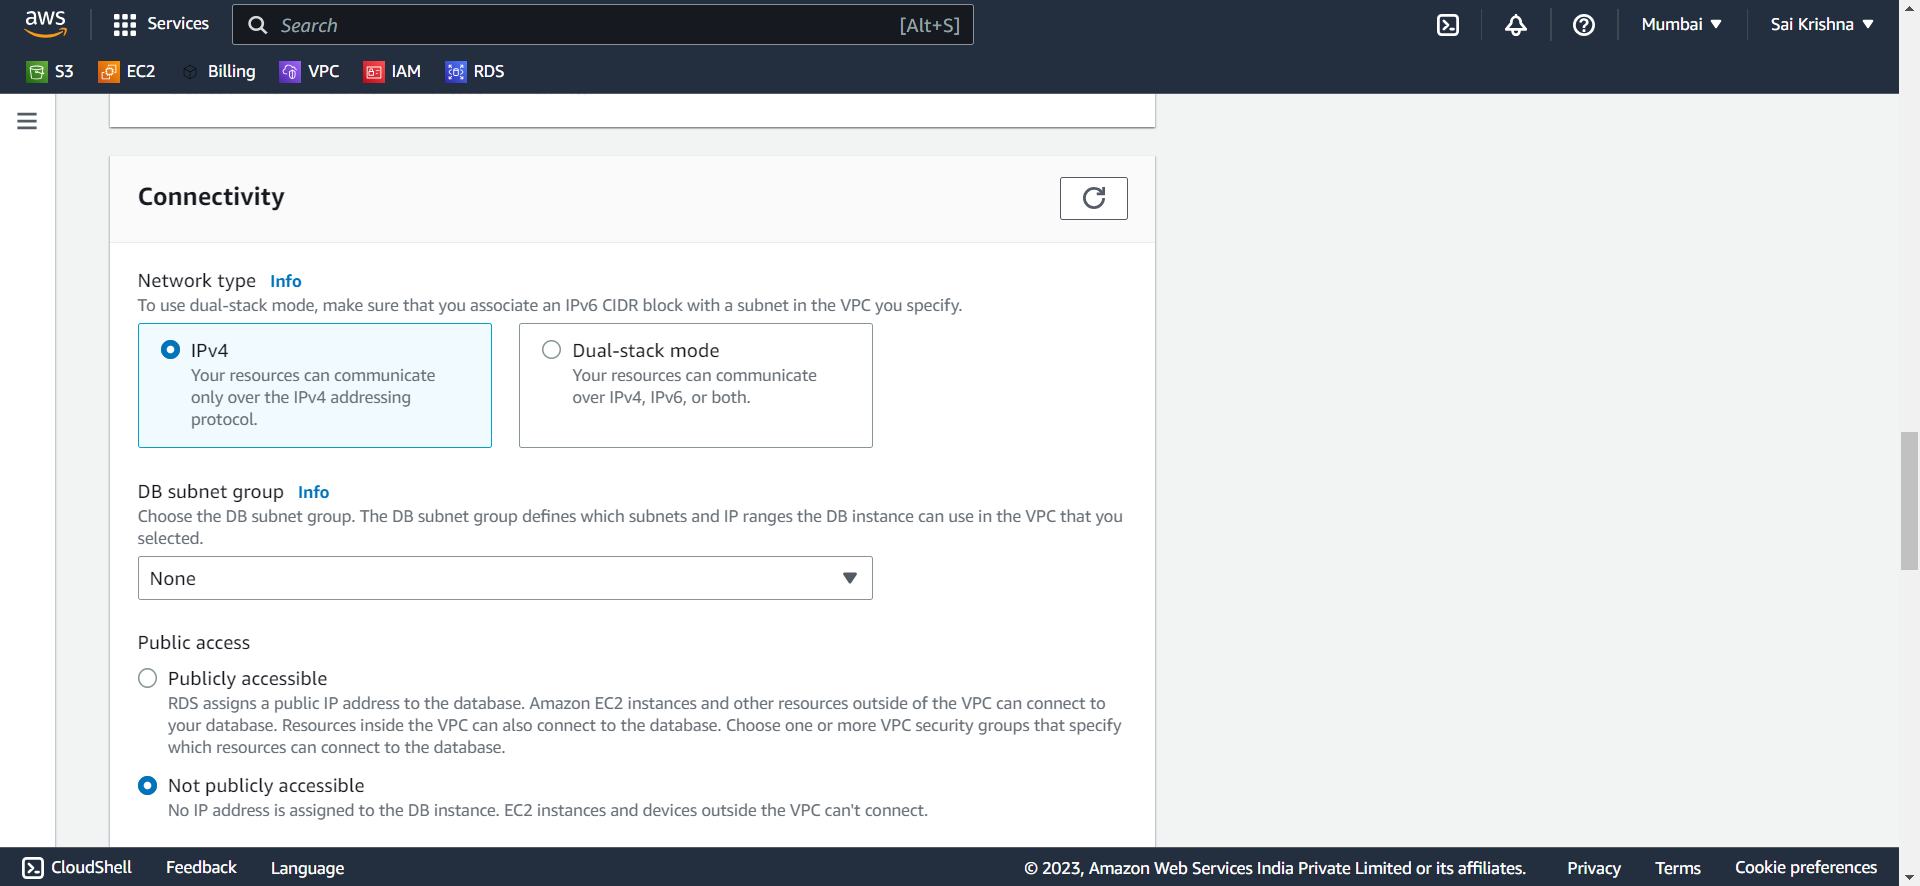 aws
Services
Search
[Alt+S]
Mumbai
Sai Krishna
S3
EC2
Billing
VPC
IAM
RDS
Connectivity
Network type Info
To use dual-stack mode, make sure that you associate an IPv6 CIDR block with a subnet in the VPC you specify.
IPv4
Your resources can communicate
only over the IPv4 addressing
protocol.
Dual-stack mode
Your resources can communicate
over IPv4, IPv6, or both.
DB subnet group Info
Choose the DB subnet group. The DB subnet group defines which subnets and IP ranges the DB instance can use in the VPC that you
selected.
None
Public access
Publicly accessible
RDS assigns a public IP address to the database. Amazon EC2 instances and other resources outside of the VPC can connect to
your database. Resources inside the VPC can also connect to the database. Choose one or more VPC security groups that specify
which resources can connect to the database.
Not publicly accessible
No IP address is assigned to the DB instance. EC2 instances and devices outside the VPC can't connect.
CloudShell
Feedback
Language
© 2023, Amazon Web Services India Private Limited or its affiliates.
Privacy
Terms
Cookie preferences